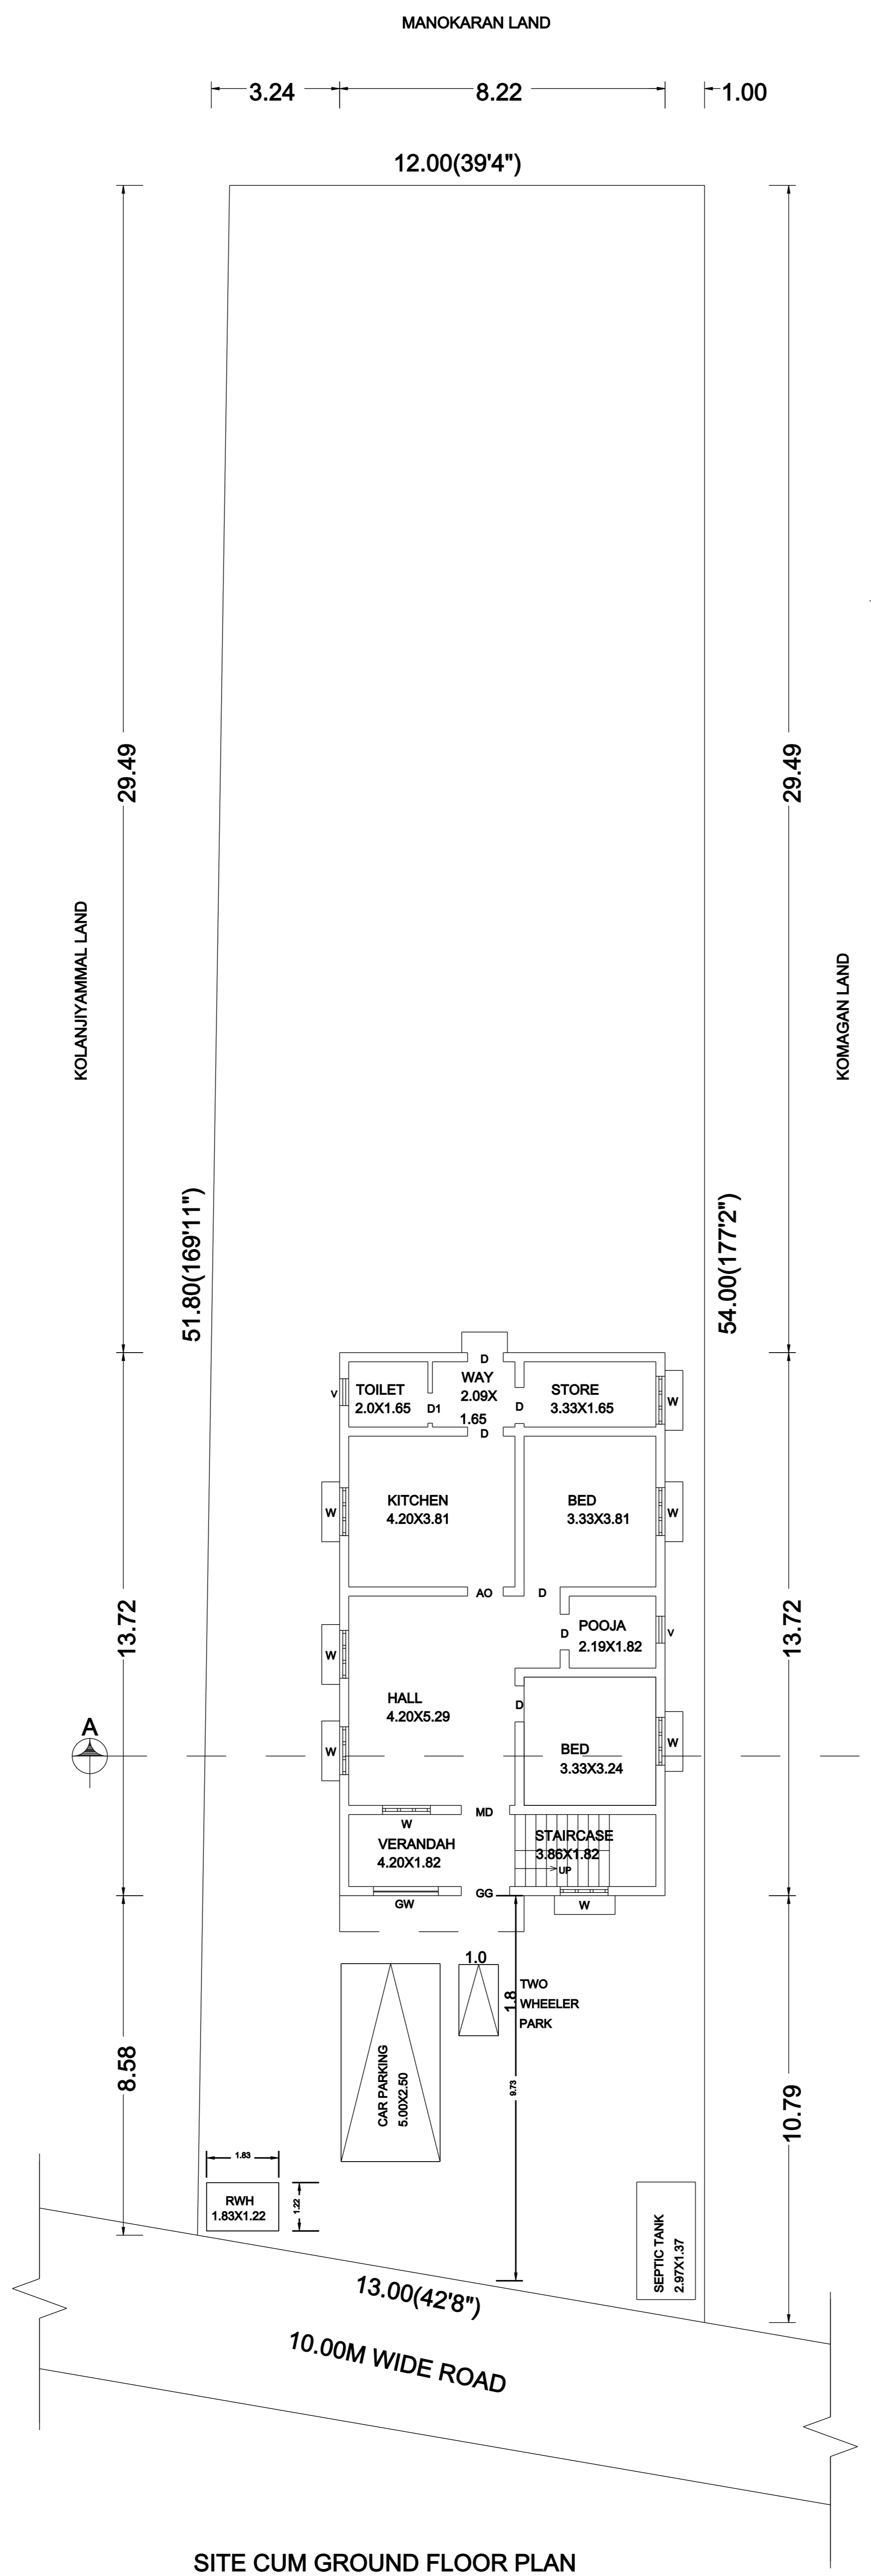 MANOKARAN LAND
3.24
8.22
1.00
12.00(39'4")
29.49
29.49
KOLANJIYAMMAL LAND
KOMAGAN LAND
51.80(169'11")
54.00(177'2")
D
V
TOILET
2.0X1.65
D1
WAY
2.09X
1.65
D
D
STORE
3.33X1.65
W
W
KITCHEN
4.20X3.81
BED
3.33X3.81
W
AO
D
13.72
13.72
W
D
POOJA
2.19X1.82
V
HALL
4.20X5.29
D
A
W
BED
3.33X3.24
W
MD
W
VERANDAH
4.20X1.82
STAIRCASE
3.86X1.82
UP
GW
GG
W
1.0
1.8
TWO
WHEELER
PARK
CAR PARKING
5.00X2.50
9.73
8.58
10.79
1.83
RWH
1.83X1.22
1.22
SEPTIC TANK
2.97X1.37
13.00(42'8")
10.00M WIDE ROAD
SITE CUM GROUND FLOOR PLAN